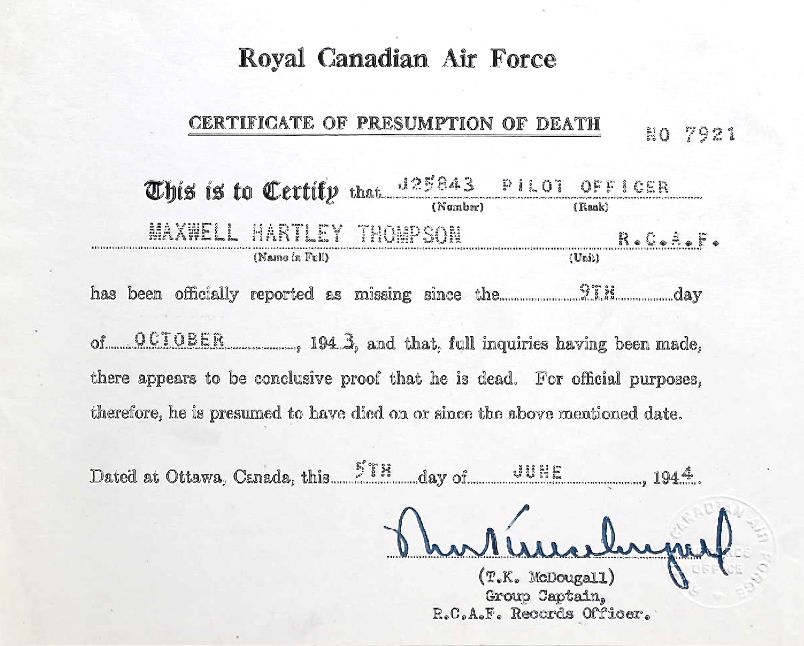 Royal Canadian Air Force
CERTIFICATE OF PRESUMPTION OF DEATH
NO 7921
This is to Certify that J25843 PILOT OFFICER
(Number) (Rank)
MAXWELL HARTLEY THOMPSON R.C.A.F.
(Name in Full) (Unit)
has been officially reported as missing since the 9TH day
of OCTOBER, 1943, and that, full inquiries having been made,
there appears to be conclusive proof that he is dead. For official purposes,
therefore, he is presumed to have died on or since the above mentioned date.
Dated at Ottawa, Canada, this 5TH day of JUNE, 1944.
(T.K. McDougall)
Group Captain,
R.C.A.F. Records Officer.
CANADIAN AIR FORCE
OFFICE